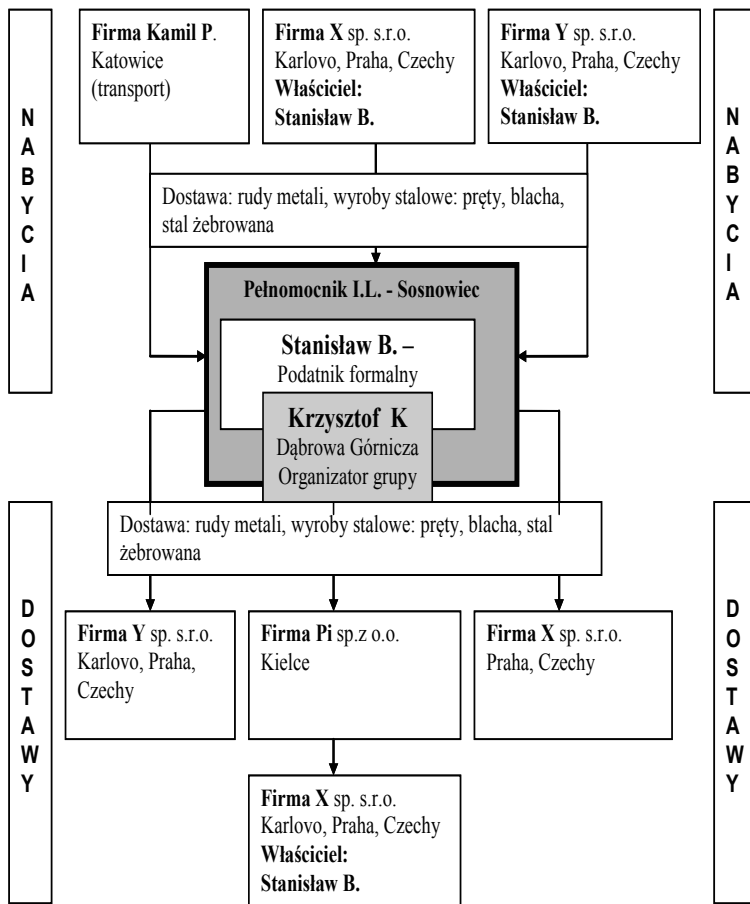 N
A
B
Y
C
I
A
Firma Kamil P.
Katowice
(transport)
Firma X sp. s.r.o.
Karlovo, Praha, Czechy
Właściciel:
Stanisław B.
Firma Y sp. s.r.o.
Karlovo, Praha, Czechy
Właściciel:
Stanisław B.
N
A
B
Y
C
I
A
Dostawa: rudy metali, wyroby stalowe: pręty, blacha,
stal żebrowana
Pełnomocnik I.L. - Sosnowiec
Stanisław B. –
Podatnik formalny
Krzysztof K
Dąbrowa Górnicza
Organizator grupy
Dostawa: rudy metali, wyroby stalowe: pręty, blacha, stal
żebrowana
D
O
S
T
A
W
Y
Firma Y sp. s.r.o.
Karlovo, Praha,
Czechy
Firma Pi sp.z o.o.
Kielce
Firma X sp. s.r.o.
Praha, Czechy
D
O
S
T
A
W
Y
Firma X sp. s.r.o.
Karlovo, Praha, Czechy
Właściciel:
Stanisław B.